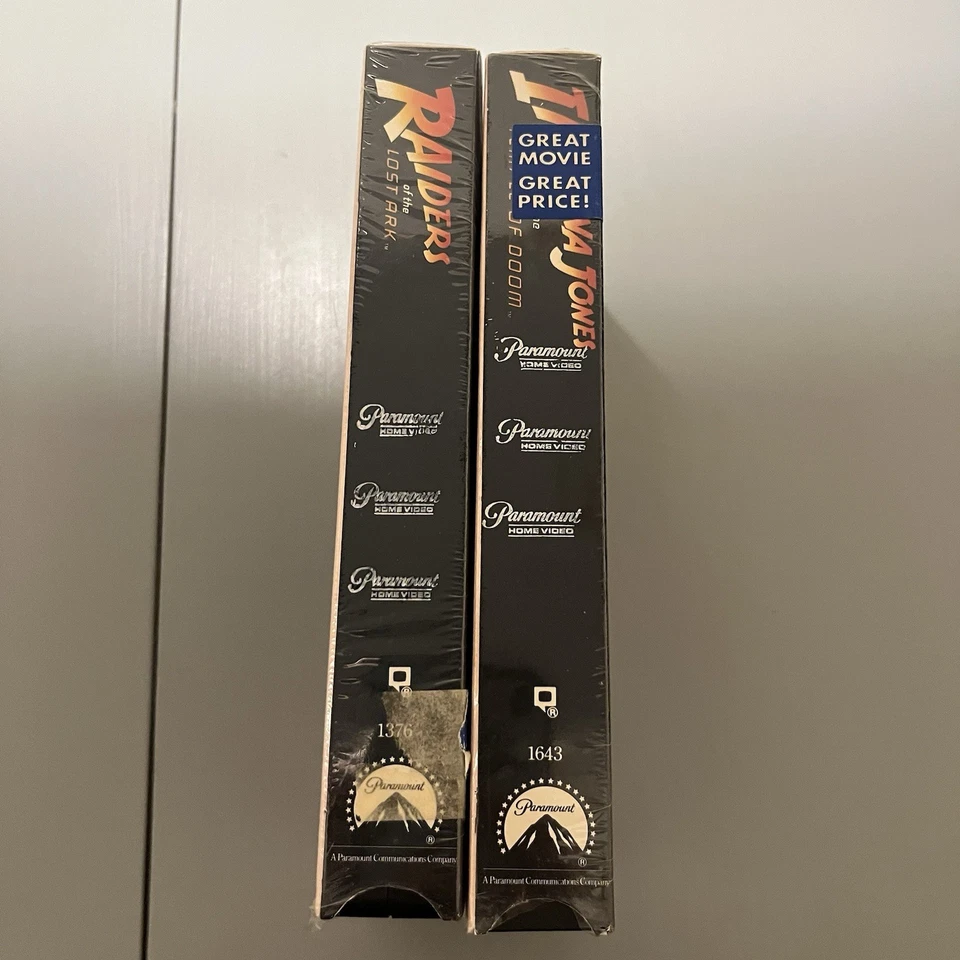 RAIDERS
of the
LOST ARK™
Paramount
HOME VIDEO
Paramount
HOME VIDEO
Paramount
HOME VIDEO
®
1376
Paramount
®
A Paramount Communications Company
GREAT
MOVIE
GREAT
PRICE!
JONES
OF DOOM™
Paramount
HOME VIDEO
Paramount
HOME VIDEO
Paramount
HOME VIDEO
®
1643
Paramount
®
A Paramount Communications Company